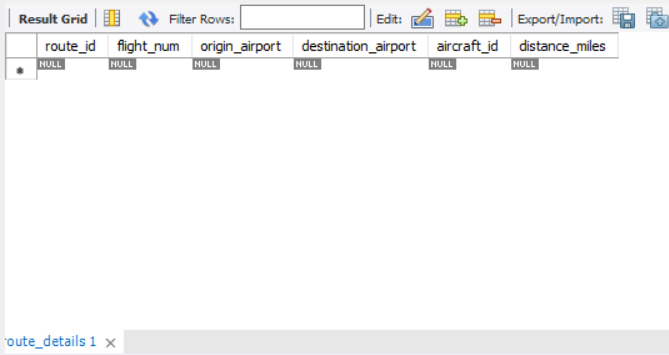 Result Grid Filter Rows: Edit: Export/Import:
route_id flight_num origin_airport destination_airport aircraft_id distance_miles
* NULL NULL NULL NULL NULL NULL
route_details 1 ×